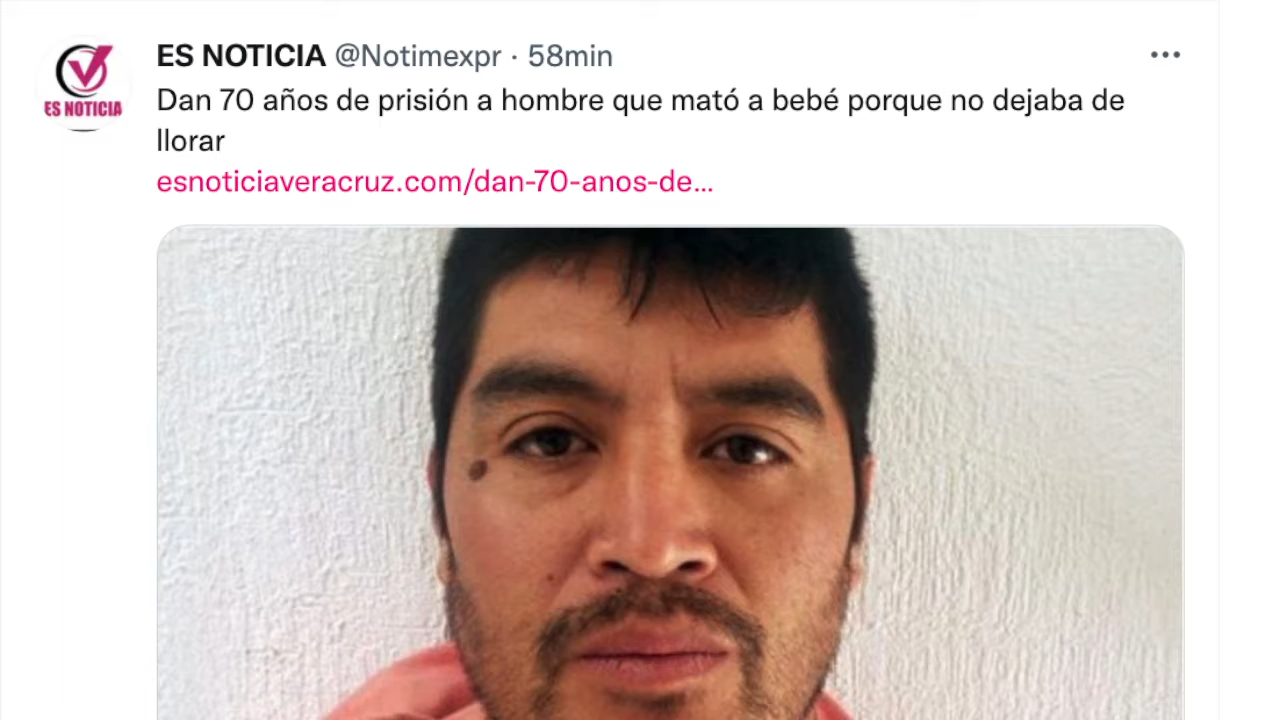 ES NOTICIA @Notimexpr · 58min
ES NOTICIA
Dan 70 años de prisión a hombre que mató a bebé porque no dejaba de
llorar
esnoticiaveracruz.com/dan-70-anos-de...